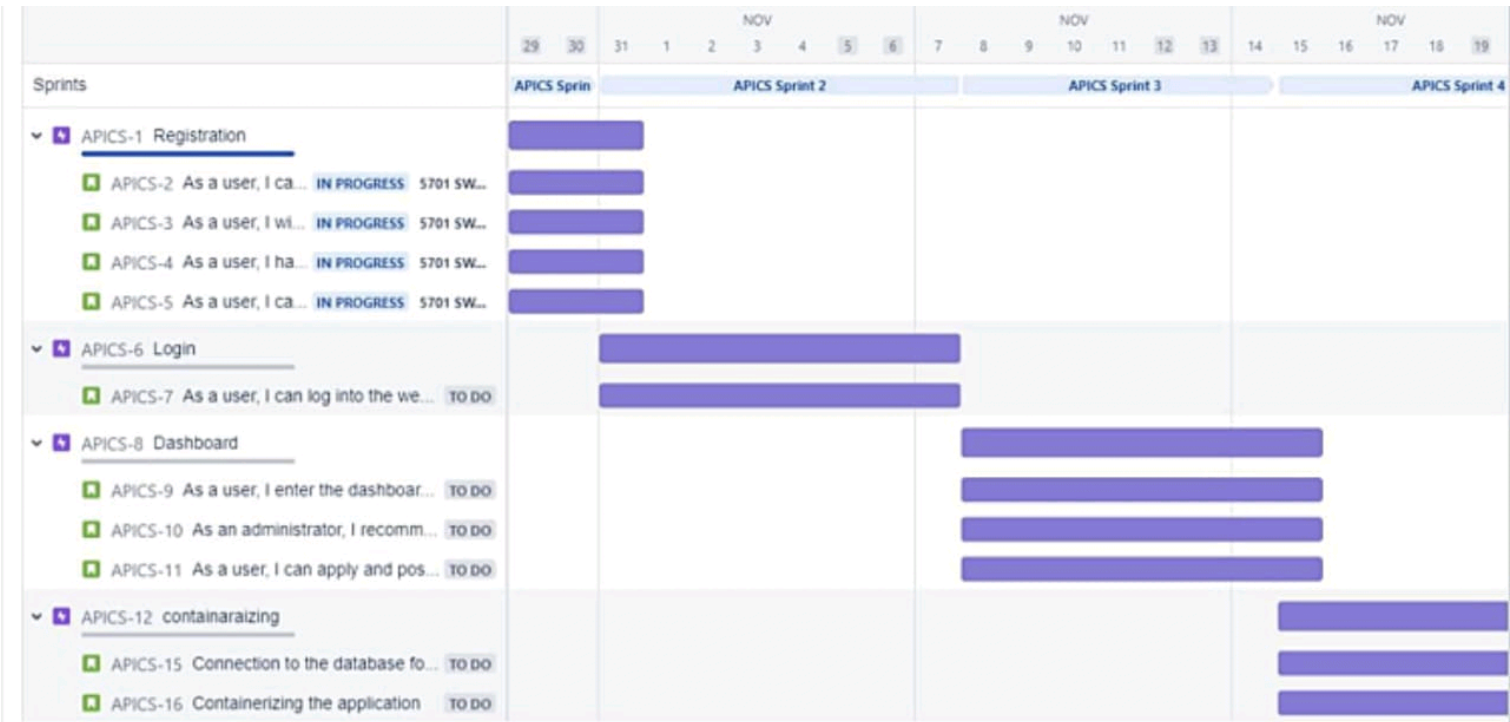 NOV NOV NOV
29 30 31 1 2 3 4 5 6 7 8 9 10 11 12 13 14 15 16 17 18 19
Sprints APICS Sprin APICS Sprint 2 APICS Sprint 3 APICS Sprint 4
APICS-1 Registration
APICS-2 As a user, I ca... IN PROGRESS 5701 SW...
APICS-3 As a user, I wi... IN PROGRESS 5701 SW...
APICS-4 As a user, I ha... IN PROGRESS 5701 SW...
APICS-5 As a user, I ca... IN PROGRESS 5701 SW...
APICS-6 Login
APICS-7 As a user, I can log into the we... TO DO
APICS-8 Dashboard
APICS-9 As a user, I enter the dashboar... TO DO
APICS-10 As an administrator, I recomm... TO DO
APICS-11 As a user, I can apply and pos... TO DO
APICS-12 containaraizing
APICS-15 Connection to the database fo... TO DO
APICS-16 Containerizing the application TO DO